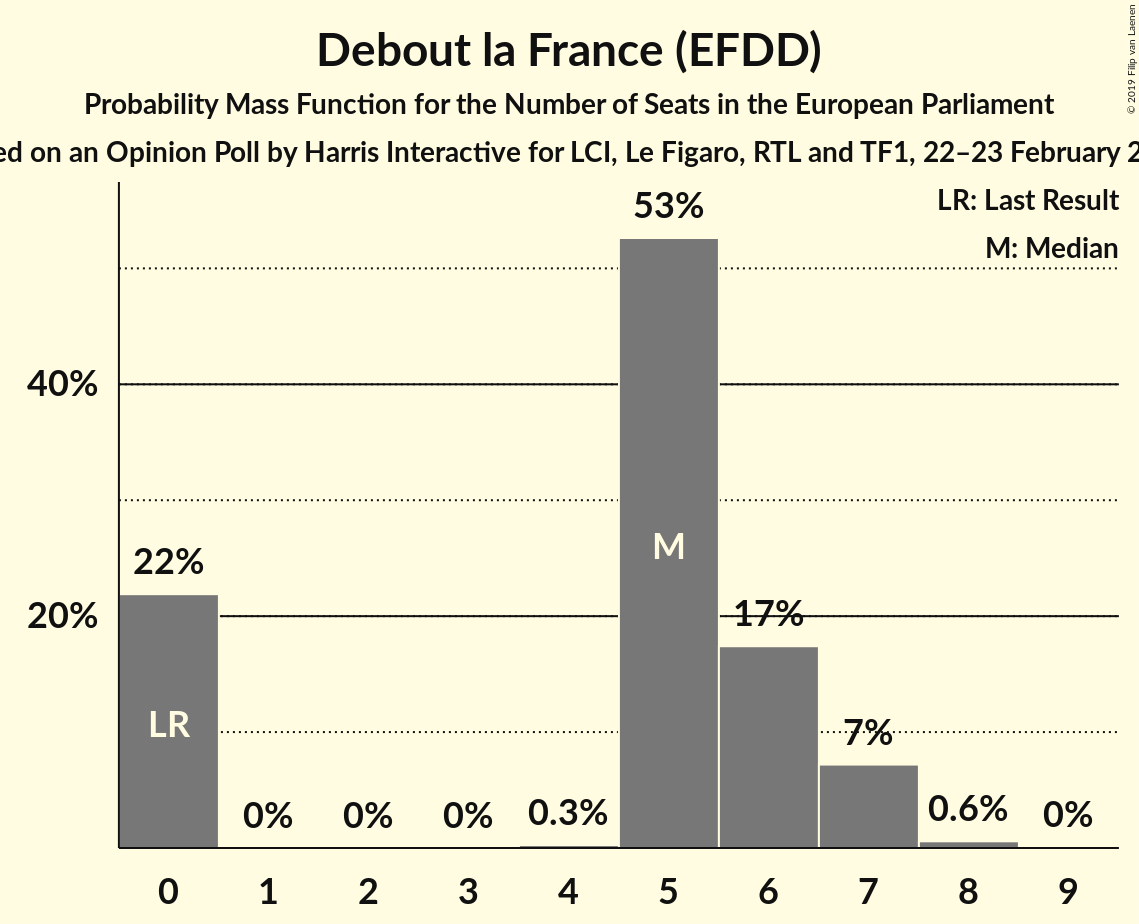 Debout la France (EFDD)
Probability Mass Function for the Number of Seats in the European Parliament
on an Opinion Poll by Harris Interactive for LCI, Le Figaro, RTL and TF1, 22–23 February
© 2019 Filip van Laenen
LR: Last Result
M: Median
53%
40%
M
22%
20%
17%
LR
7%
0% 0% 0% 0.3% 0.6% 0%
0 1 2 3 4 5 6 7 8 9